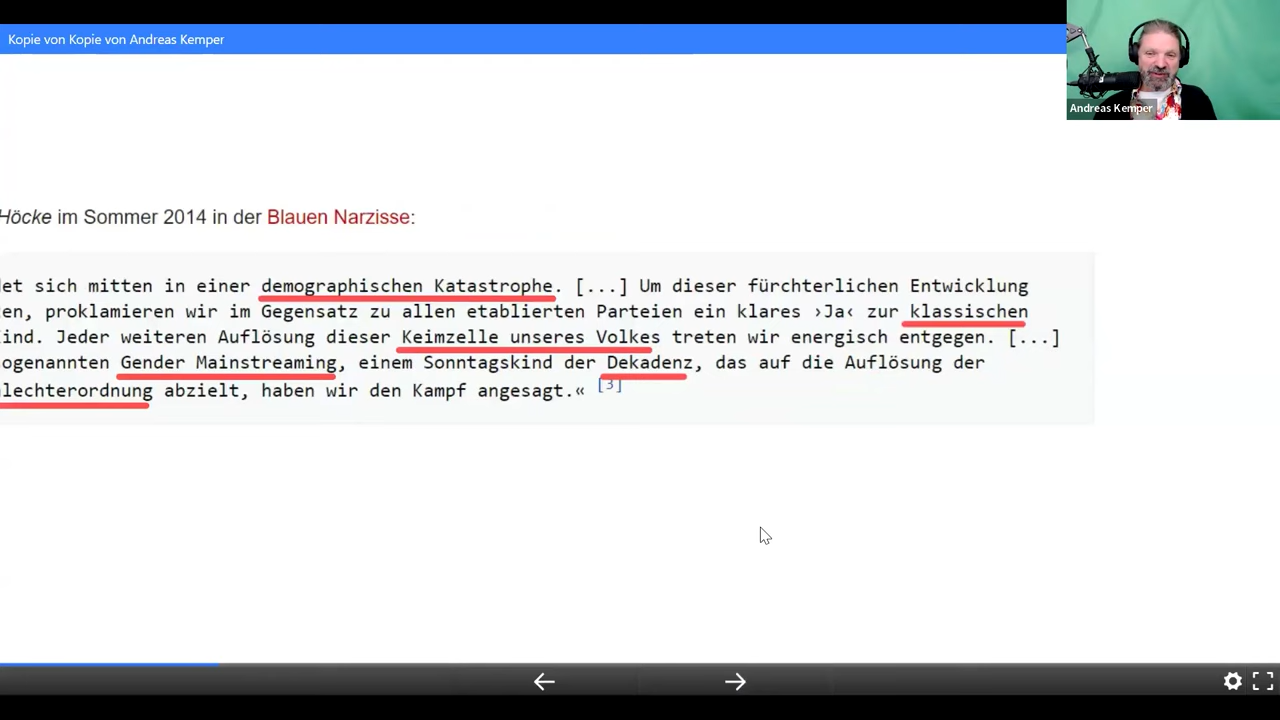 Kopie von Kopie von Andreas Kemper
Andreas Kemper
Höcke im Sommer 2014 in der Blauen Narzisse:
det sich mitten in einer demographischen Katastrophe. [...] Um dieser fürchterlichen Entwicklung
en, proklamieren wir im Gegensatz zu allen etablierten Parteien ein klares ›Ja‹ zur klassischen
ind. Jeder weiteren Auflösung dieser Keimzelle unseres Volkes treten wir energisch entgegen. [...]
ogenannten Gender Mainstreaming, einem Sonntagskind der Dekadenz, das auf die Auflösung der
lechterordnung abzielt, haben wir den Kampf angesagt.« [3]